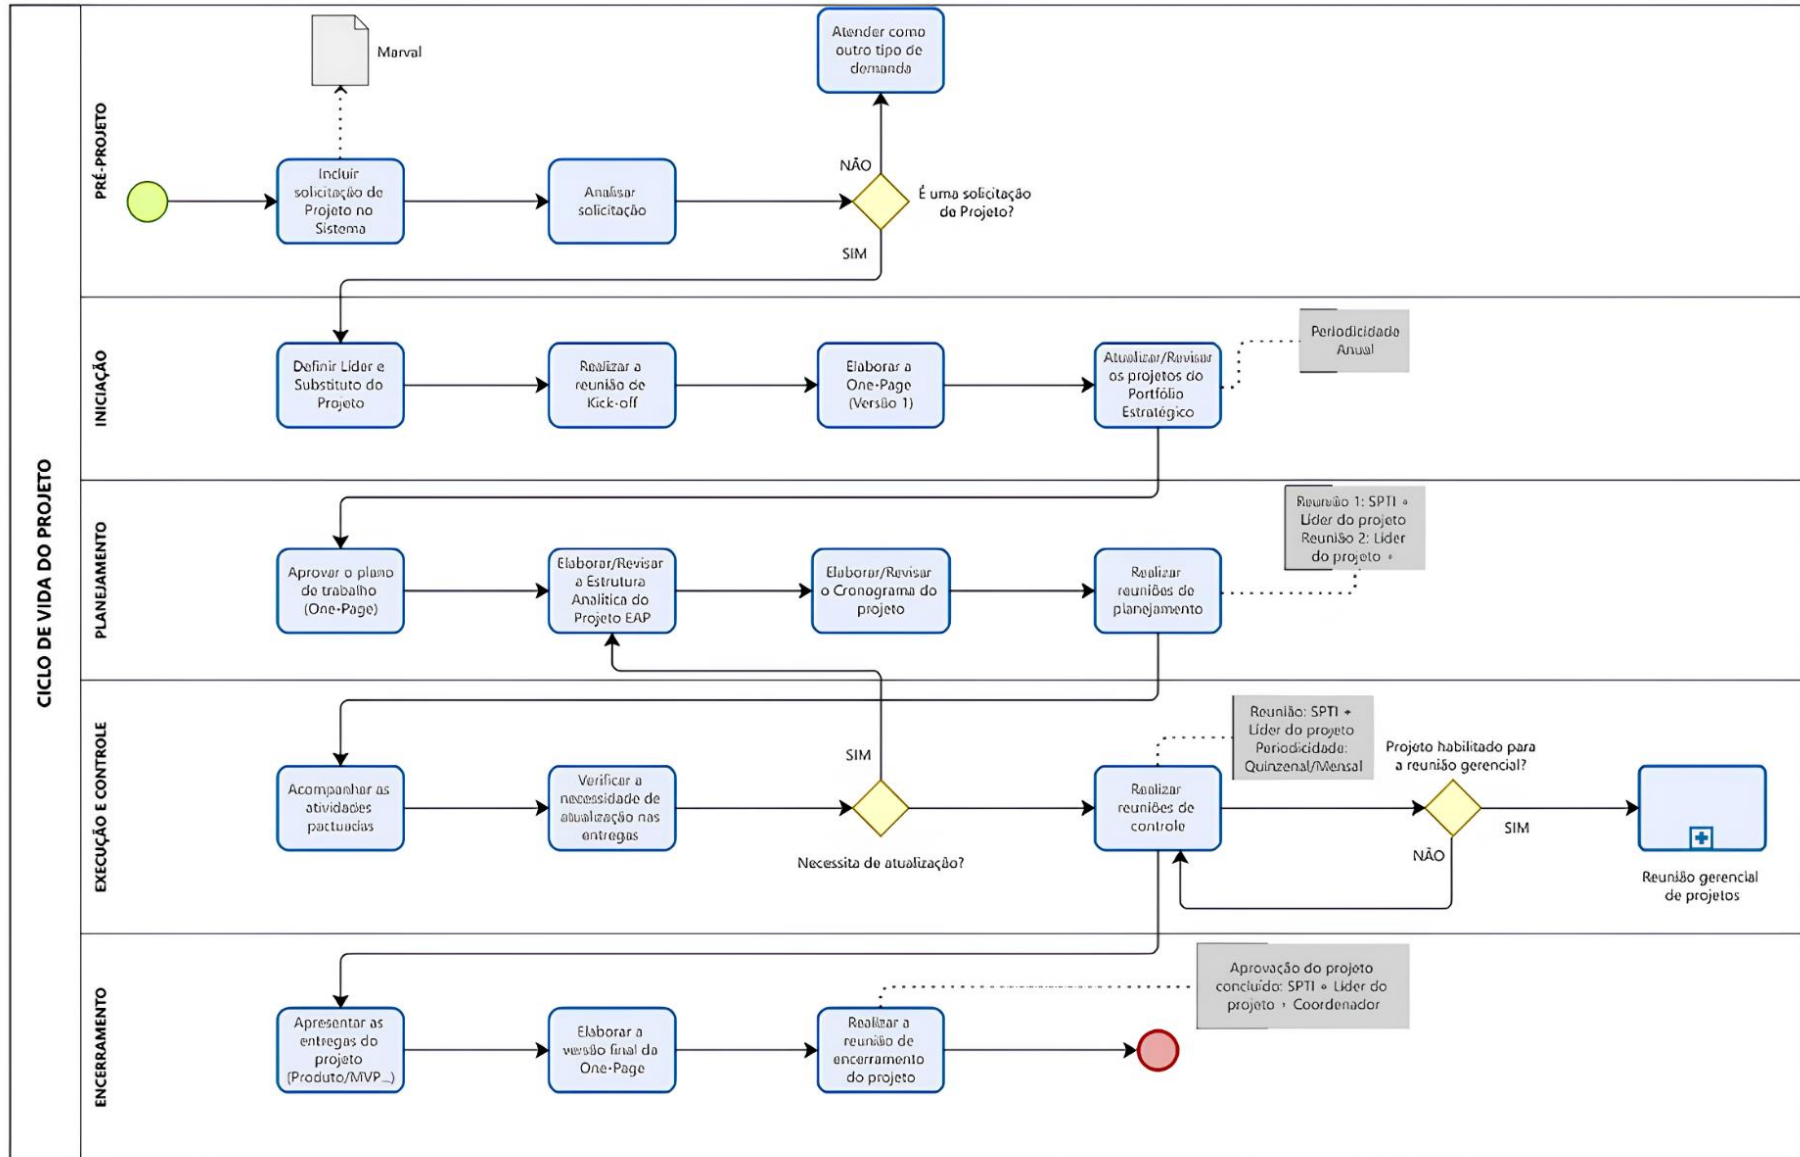 CICLO DE VIDA DO PROJETO
PRÉ-PROJETO
Marval
Incluir
solicitação de
Projeto no
Sistema
Analisar
solicitação
Atender como
outro tipo de
demanda
NÃO
É uma solicitação
de Projeto?
SIM
INICIAÇÃO
Definir Líder e
Substituto do
Projeto
Realizar a
reunião de
Kick-off
Elaborar a
One-Page
(Versão 1)
Atualizar/Revisar
os projetos do
Portfólio
Estratégico
Periodicidade
Anual
PLANEJAMENTO
Aprovar o plano
de trabalho
(One-Page)
Elaborar/Revisar
a Estrutura
Analítica do
Projeto EAP
Elaborar/Revisar
o Cronograma do
projeto
Realizar
reuniões de
planejamento
Reunião 1: SPTI +
Líder do projeto
Reunião 2: Líder
do projeto +
EXECUÇÃO E CONTROLE
Acompanhar as
atividades
pactuadas
Verificar a
necessidade de
atualização nas
entregas
SIM
Necessita de atualização?
Realizar
reuniões de
controle
Reunião: SPTI +
Líder do projeto
Periodicidade:
Quinzenal/Mensal
Projeto habilitado para
a reunião gerencial?
SIM
NÃO
Reunião gerencial
de projetos
ENCERRAMENTO
Apresentar as
entregas do
projeto
(Produto/MVP...)
Elaborar a
versão final da
One-Page
Realizar a
reunião de
encerramento
do projeto
Aprovação do projeto
concluído: SPTI + Líder do
projeto + Coordenador